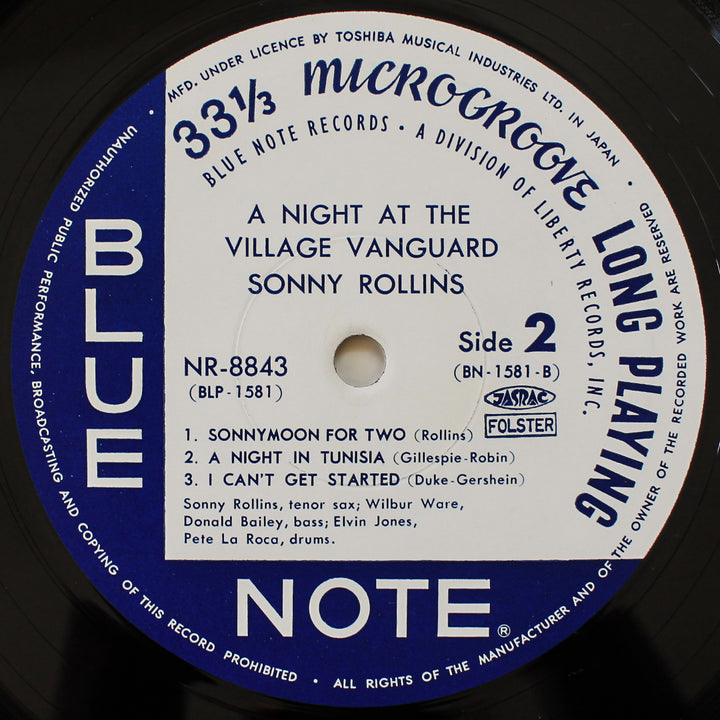 MFD. UNDER LICENCE BY TOSHIBA MUSICAL INDUSTRIES LTD. IN JAPAN •
33 1/3 MICROGROOVE LONG PLAYING
BLUE NOTE RECORDS • A DIVISION OF LIBERTY RECORDS, INC.
A NIGHT AT THE
VILLAGE VANGUARD
SONNY ROLLINS
Side 2
NR-8843
(BN-1581-B)
(BLP-1581)
JASRAC
FOLSTER
1. SONNYMOON FOR TWO (Rollins)
2. A NIGHT IN TUNISIA (Gillespie-Robin)
3. I CAN'T GET STARTED (Duke-Gershein)
Sonny Rollins, tenor sax; Wilbur Ware,
Donald Bailey, bass; Elvin Jones,
Pete La Roca, drums.
BLUE
NOTE®
• UNAUTHORIZED PUBLIC PERFORMANCE, BROADCASTING AND COPYING OF THIS RECORD PROHIBITED • ALL RIGHTS OF THE MANUFACTURER AND OF THE OWNER OF THE RECORDED WORK ARE RESERVED